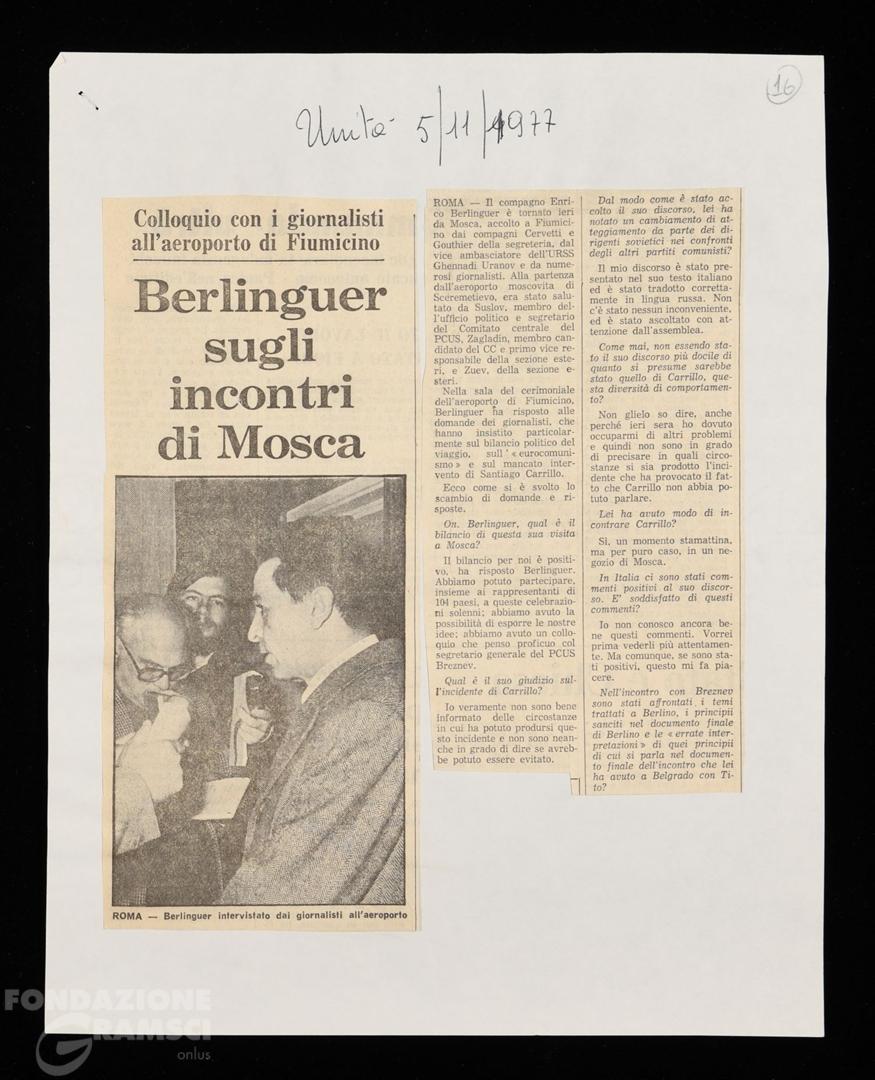 16
Unità 5/11/1977
Colloquio con i giornalisti
all'aeroporto di Fiumicino
Berlinguer
sugli
incontri
di Mosca
ROMA — Berlinguer intervistato dai giornalisti all'aeroporto
ROMA — Il compagno Enri-
co Berlinguer è tornato ieri
da Mosca, accolto a Fiumici-
no dai compagni Cervetti e
Gouthier della segreteria, dal
vice ambasciatore dell'URSS
Ghennadi Uranov e da nume-
rosi giornalisti. Alla partenza
dall'aeroporto moscovita di
Sceremetievo, era stato salu-
tato da Suslov, membro del-
l'ufficio politico e segretario
del Comitato centrale del
PCUS, Zagladin, membro can-
didato del CC e primo vice re-
sponsabile della sezione este-
ri, e Zuev, della sezione e-
steri.
Nella sala del cerimoniale
dell'aeroporto di Fiumicino,
Berlinguer ha risposto alle
domande dei giornalisti, che
hanno insistito particolar-
mente sul bilancio politico del
viaggio, sull'« eurocomuni-
smo » e sul mancato inter-
vento di Santiago Carrillo.
Ecco come si è svolto lo
scambio di domande e ri-
sposte.
On. Berlinguer, qual è il
bilancio di questa sua visita
a Mosca?
Il bilancio per noi è positi-
vo, ha risposto Berlinguer.
Abbiamo potuto partecipare,
insieme ai rappresentanti di
104 paesi, a queste celebrazio-
ni solenni; abbiamo avuto la
possibilità di esporre le nostre
idee; abbiamo avuto un collo-
quio che penso proficuo col
segretario generale del PCUS
Breznev.
Qual è il suo giudizio sul-
l'incidente di Carrillo?
Io veramente non sono bene
informato delle circostanze
in cui ha potuto prodursi que-
sto incidente e non sono nean-
che in grado di dire se avreb-
be potuto essere evitato.
Dal modo come è stato ac-
colto il suo discorso, lei ha
notato un cambiamento di at-
teggiamento da parte dei di-
rigenti sovietici nei confronti
degli altri partiti comunisti?
Il mio discorso è stato pre-
sentato nel suo testo italiano
ed è stato tradotto corretta-
mente in lingua russa. Non
c'è stato nessun inconveniente,
ed è stato ascoltato con at-
tenzione dall'assemblea.
Come mai, non essendo sta-
to il suo discorso più docile di
quanto si presume sarebbe
stato quello di Carrillo, que-
sta diversità di comportamen-
to?
Non glielo so dire, anche
perché ieri sera ho dovuto
occuparmi di altri problemi
e quindi non sono in grado
di precisare in quali circo-
stanze si sia prodotto l'inci-
dente che ha provocato il fat-
to che Carrillo non abbia po-
tuto parlare.
Lei ha avuto modo di in-
contrare Carrillo?
Sì, un momento stamattina,
ma per puro caso, in un ne-
gozio di Mosca.
In Italia ci sono stati com-
menti positivi al suo discor-
so. E' soddisfatto di questi
commenti?
Io non conosco ancora be-
ne questi commenti. Vorrei
prima vederli più attentamen-
te. Ma comunque, se sono sta-
ti positivi, questo mi fa pia-
cere.
Nell'incontro con Breznev
sono stati affrontati i temi
trattati a Berlino, i principii
sanciti nel documento finale
di Berlino e le « errate inter-
pretazioni » di quei principii
di cui si parla nel documen-
to finale dell'incontro che lei
ha avuto a Belgrado con Ti-
to?
FONDAZIONE
GRAMSCI
onlus